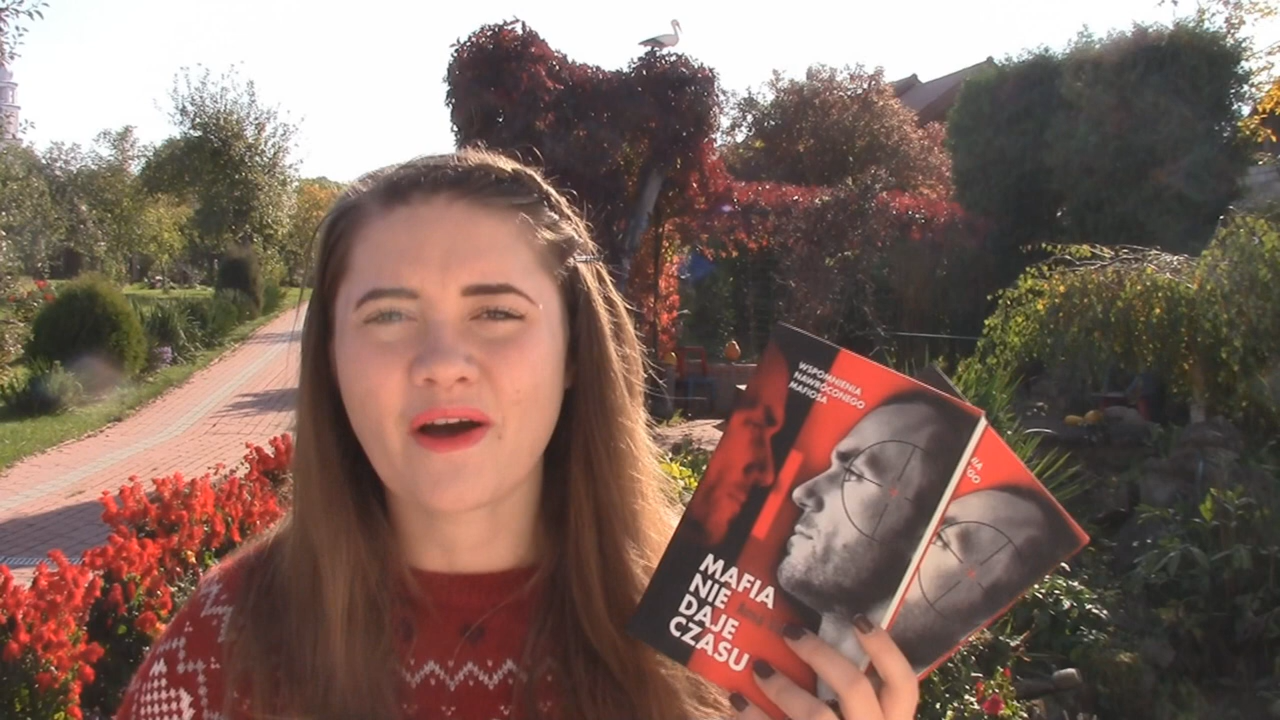 WSPOMNIENIA
NAWRÓCONEGO
MAFIOSA
MAFIA
NIE
DAJE
CZASU